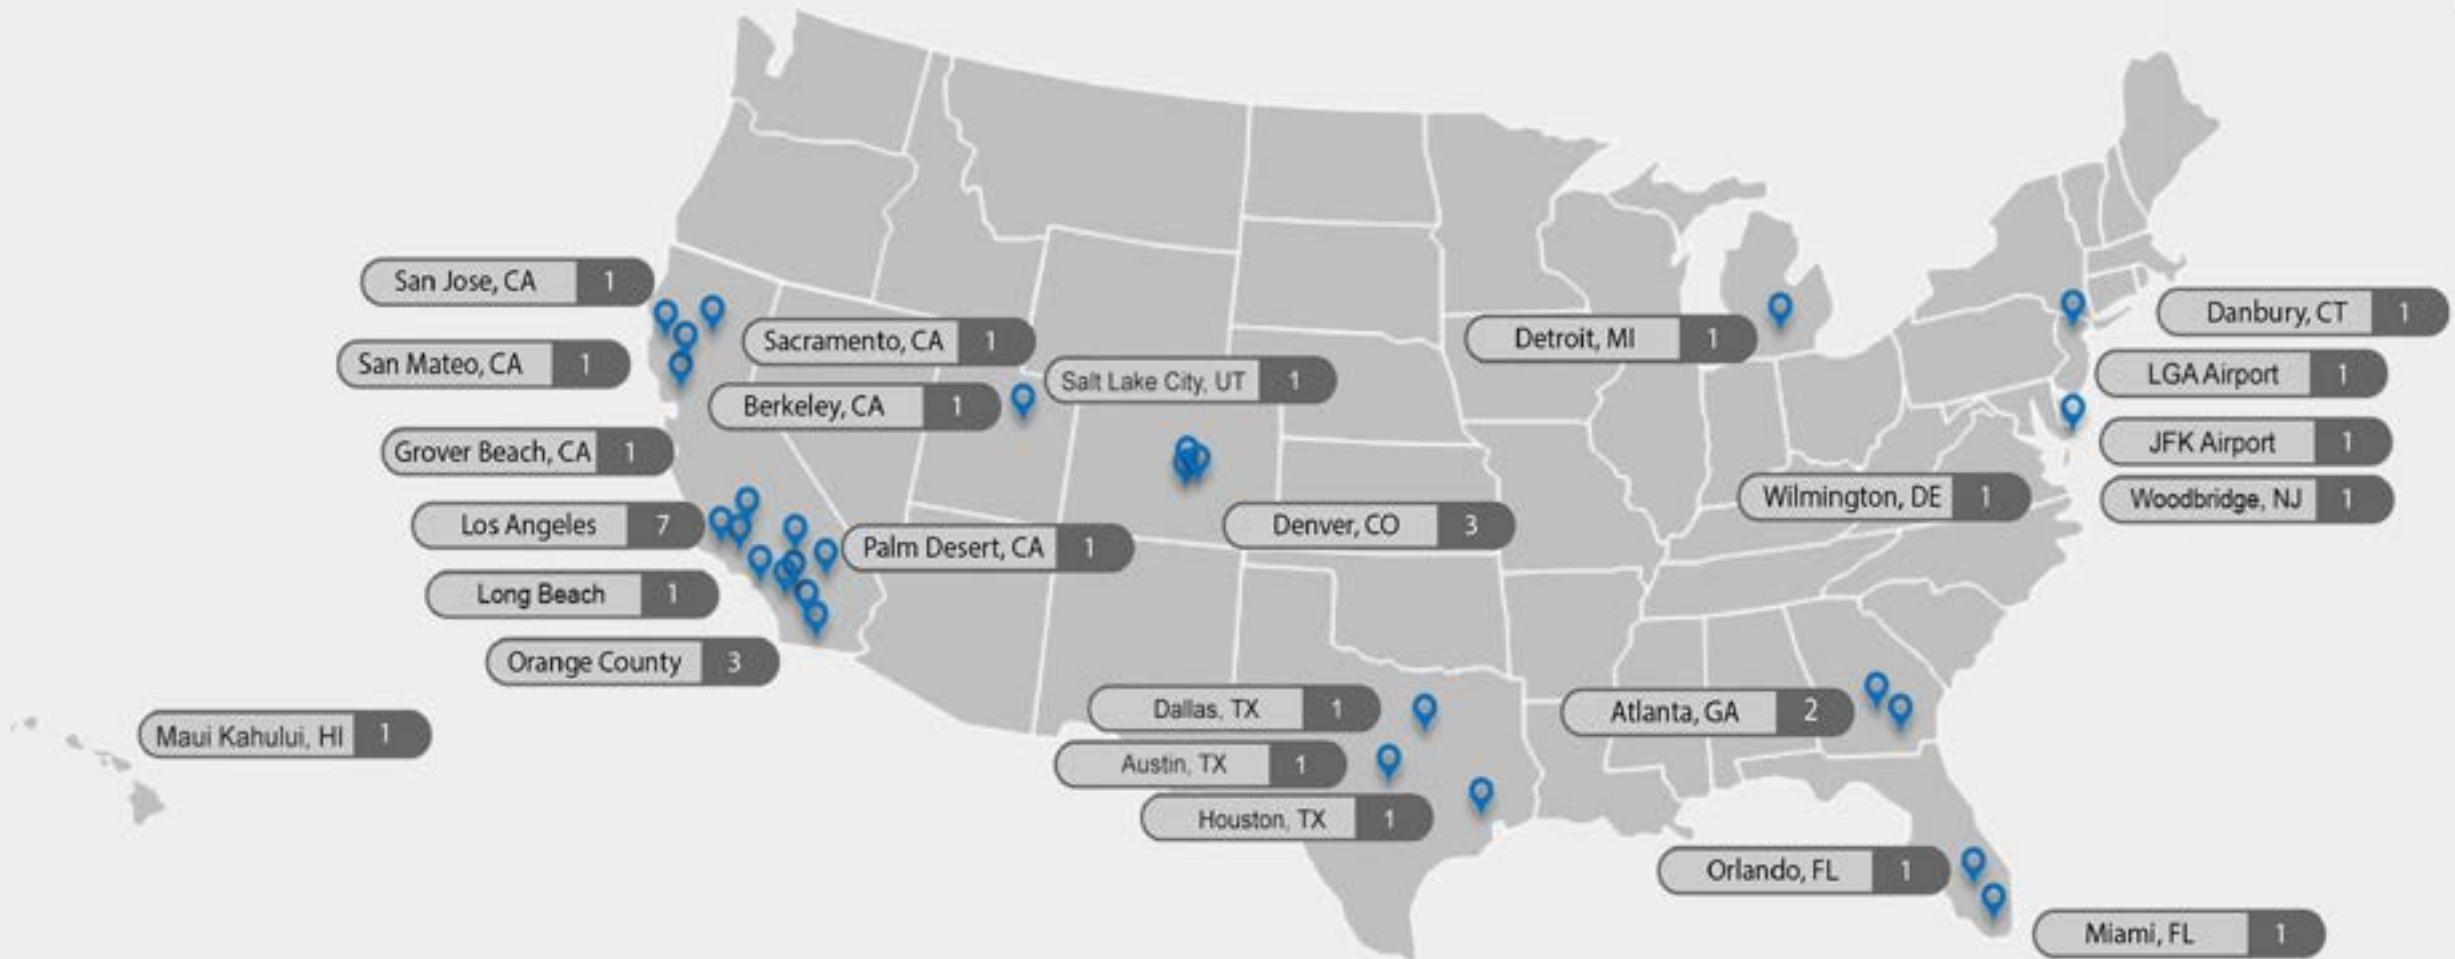 San Jose, CA 1
San Mateo, CA 1
Sacramento, CA 1
Berkeley, CA 1
Salt Lake City, UT 1
Grover Beach, CA 1
Los Angeles 7
Palm Desert, CA 1
Long Beach 1
Orange County 3
Maui Kahului, HI 1
Denver, CO 3
Dallas, TX 1
Austin, TX 1
Houston, TX 1
Detroit, MI 1
Danbury, CT 1
LGA Airport 1
JFK Airport 1
Woodbridge, NJ 1
Wilmington, DE 1
Atlanta, GA 2
Orlando, FL 1
Miami, FL 1